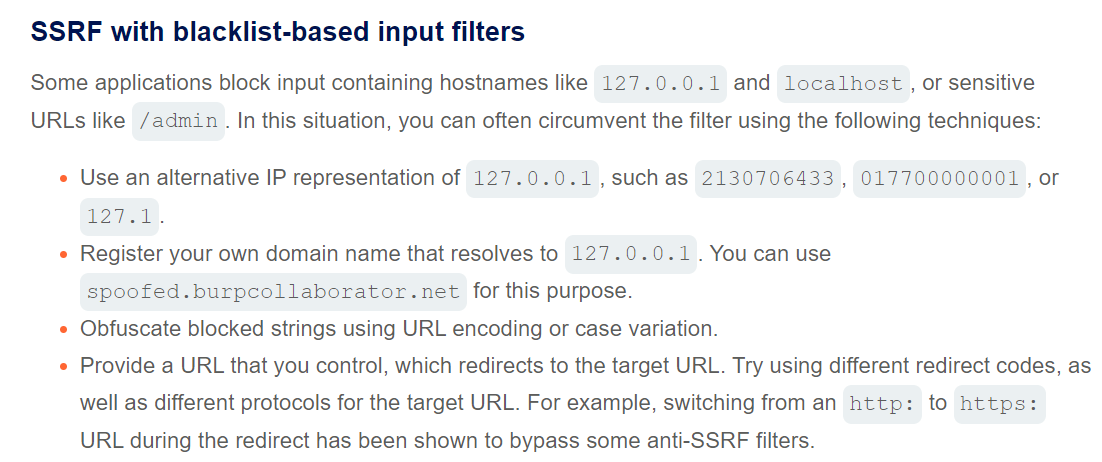 SSRF with blacklist-based input filters
Some applications block input containing hostnames like 127.0.0.1 and localhost, or sensitive
URLs like /admin. In this situation, you can often circumvent the filter using the following techniques:
• Use an alternative IP representation of 127.0.0.1, such as 2130706433, 017700000001, or
127.1.
• Register your own domain name that resolves to 127.0.0.1. You can use
spoofed.burpcollaborator.net for this purpose.
• Obfuscate blocked strings using URL encoding or case variation.
• Provide a URL that you control, which redirects to the target URL. Try using different redirect codes, as
well as different protocols for the target URL. For example, switching from an http: to https:
URL during the redirect has been shown to bypass some anti-SSRF filters.